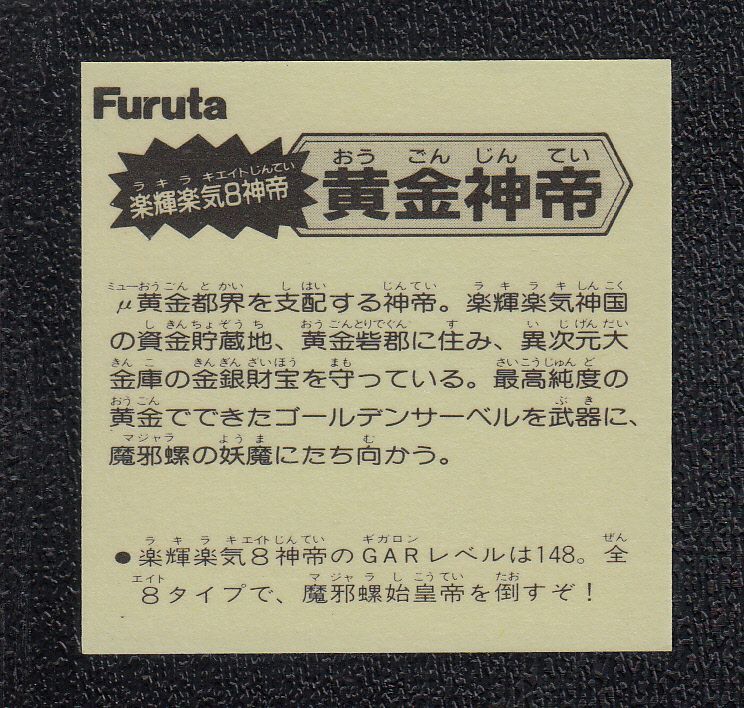 Furuta
ラキラキエイトじんてい
楽輝楽気8神帝
おうごんじんてい
黄金神帝
ミューおうごんとかい しはい じんてい ラキラキしんこく
μ黄金都界を支配する神帝。楽輝楽気神国
しきんちょぞうち おうごんとりでぐん す いじげんだい
の資金貯蔵地、黄金砦郡に住み、異次元大
きんこ きんぎんざいほう まも さいこうじゅんど
金庫の金銀財宝を守っている。最高純度の
おうごん ぶき
黄金でできたゴールデンサーベルを武器に、
マジャラ ようま む
魔邪螺の妖魔にたち向かう。
ラキラキエイトじんてい ギガロン ぜん
●楽輝楽気8神帝のGARレベルは148。全
エイト マジャラしこうてい たお
8タイプで、魔邪螺始皇帝を倒すぞ！